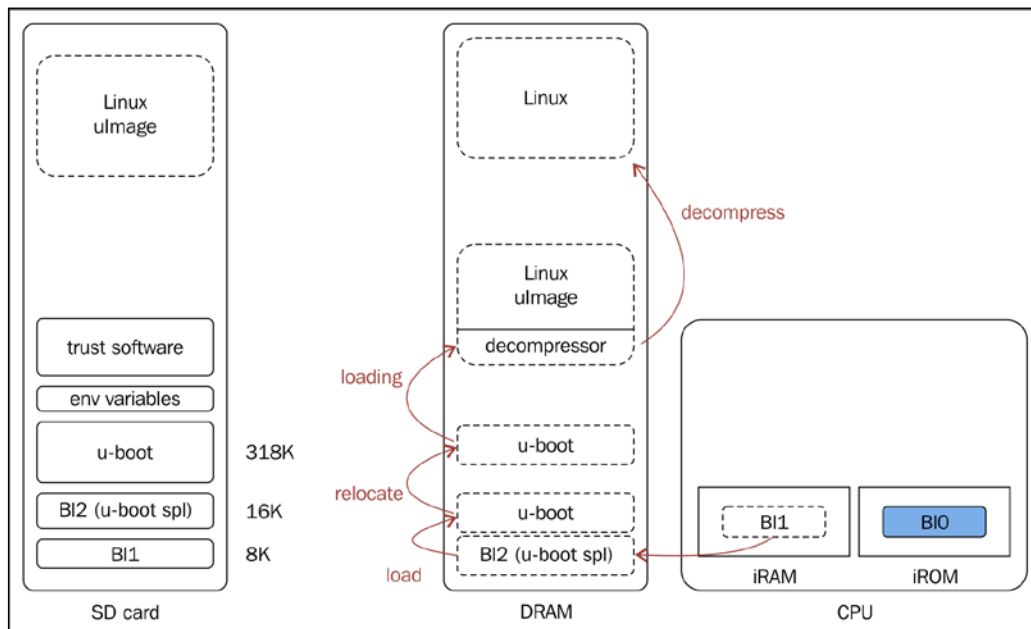 Linux
uImage
trust software
env variables
u-boot
318K
BI2 (u-boot spl)
16K
BI1
8K
SD card
Linux
decompress
Linux
uImage
decompressor
loading
u-boot
relocate
u-boot
BI2 (u-boot spl)
load
DRAM
BI1
BI0
iRAM
iROM
CPU